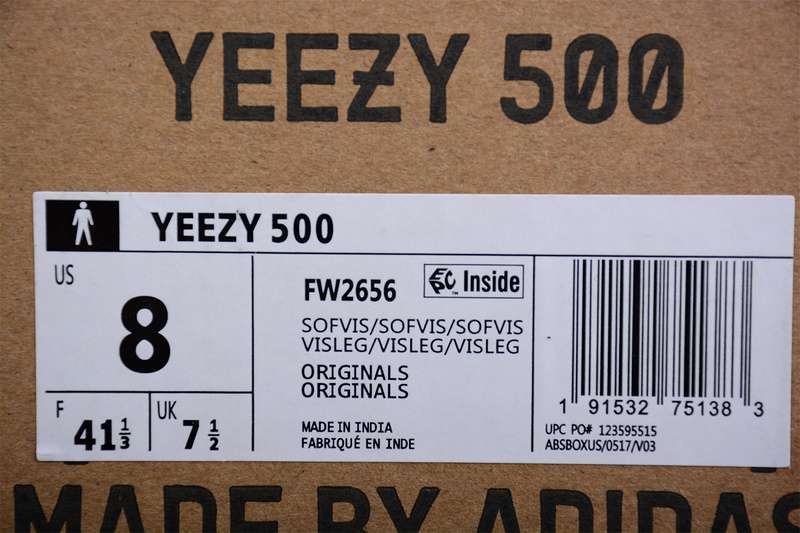 YEEZY 500
YEEZY 500
US
8
F
41 1/3
UK
7 1/2
FW2656
ESC Inside
™
SOFVIS/SOFVIS/SOFVIS
VISLEG/VISLEG/VISLEG
ORIGINALS
ORIGINALS
MADE IN INDIA
FABRIQUÉ EN INDE
1 91532 75138 3
UPC PO# 123595515
ABSBOXUS/0517/V03
MADE BY ADIDAS